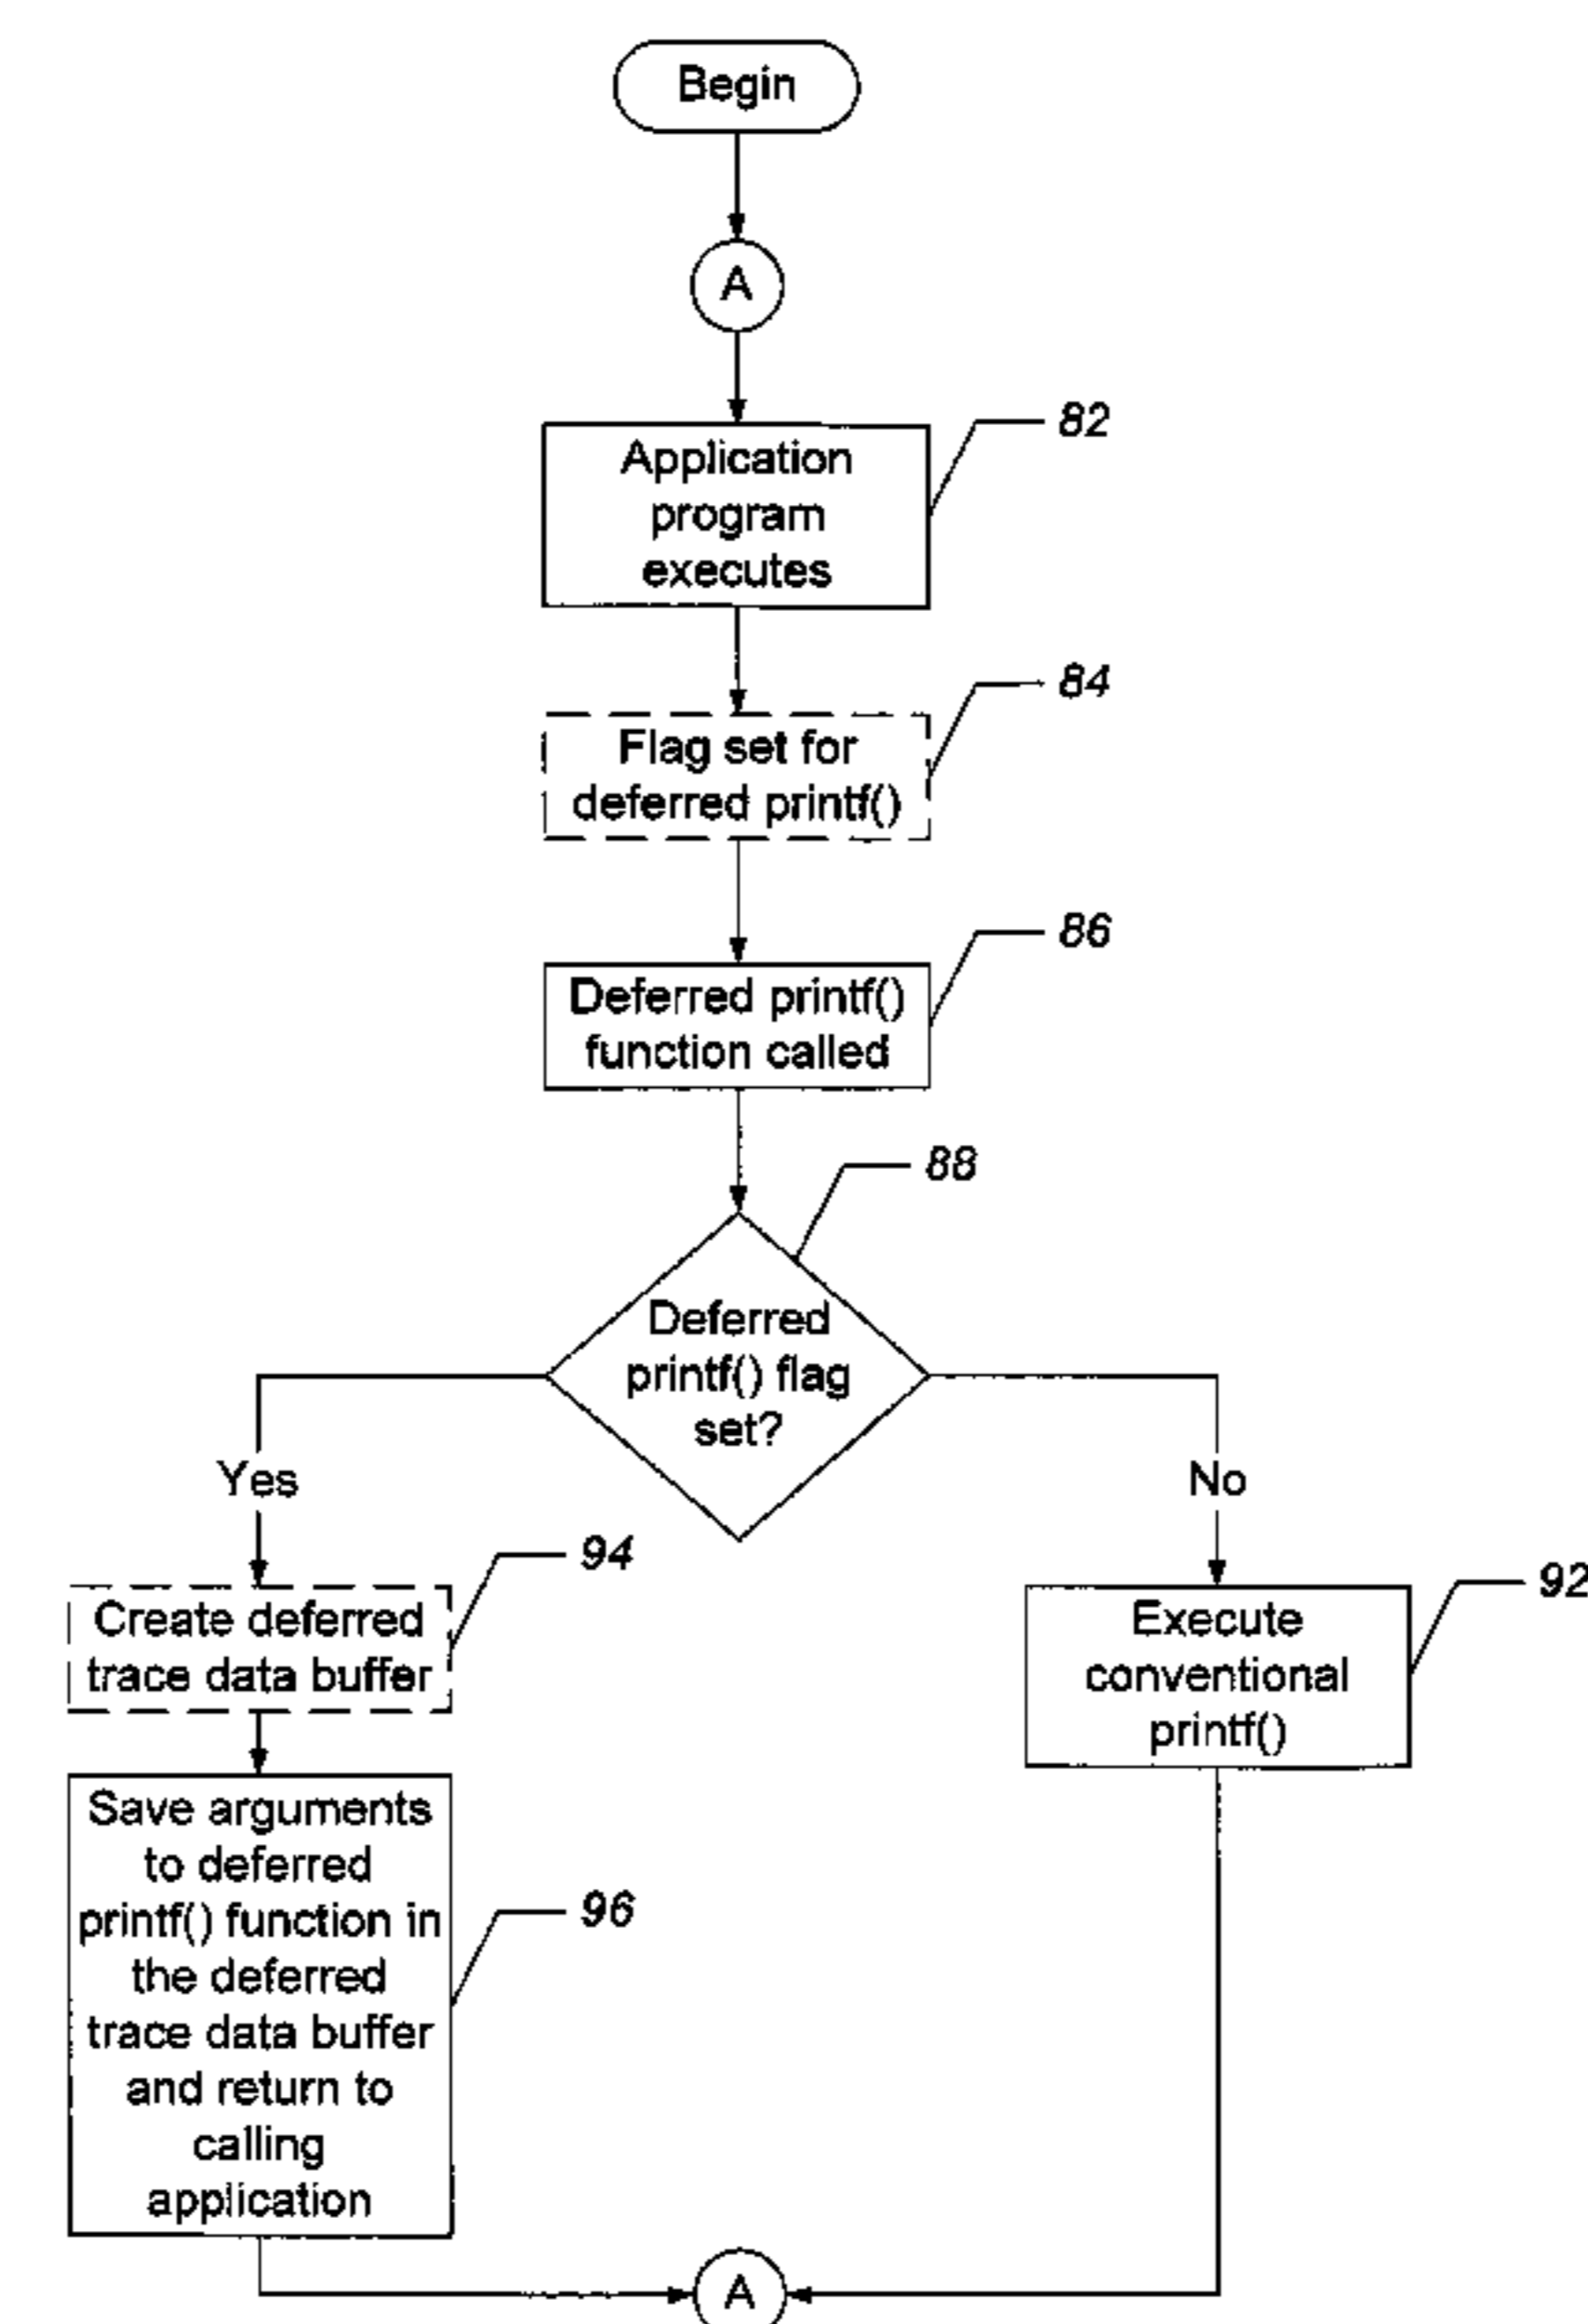 Begin
A
82
Application
program
executes
84
Flag set for
deferred printf()
86
Deferred printf()
function called
88
Deferred
printf() flag
set?
Yes
No
94
Create deferred
trace data buffer
92
Execute
conventional
printf()
Save arguments
to deferred
printf() function in
the deferred
trace data buffer
and return to
calling
application
96
A